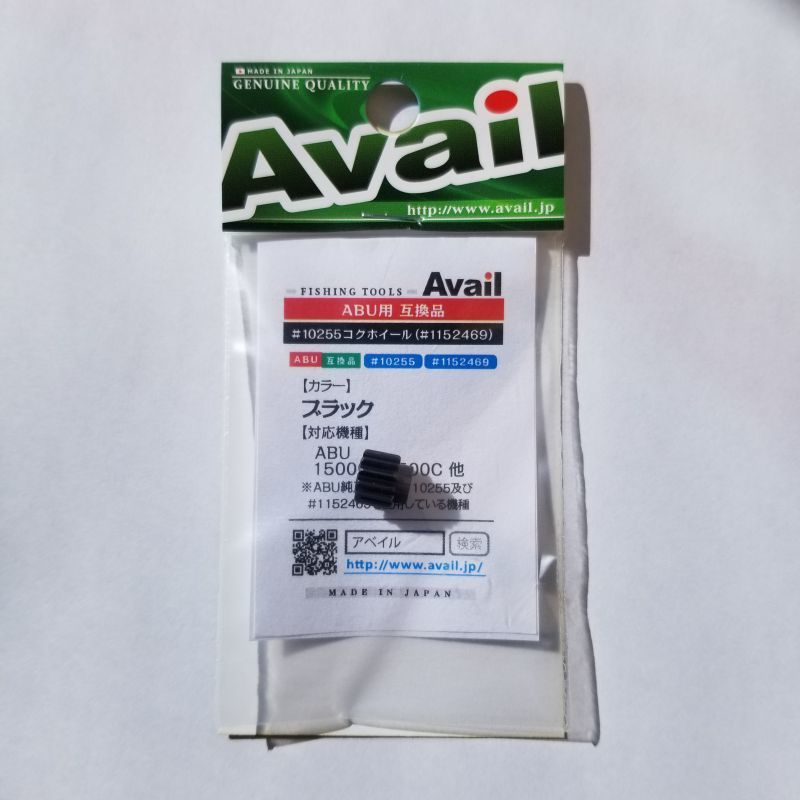 MADE IN JAPAN
GENUINE QUALITY
Avail
http://www.avail.jp
FISHING TOOLS Avail
ABU用 互換品
#10255コグホイール(#1152469)
ABU 互換品 #10255 #1152469
【カラー】
ブラック
【対応機種】
ABU
1500 00C 他
※ABU純 10255及び
#1152469 している機種
アベイル 検索
http://www.avail.jp/
MADE IN JAPAN